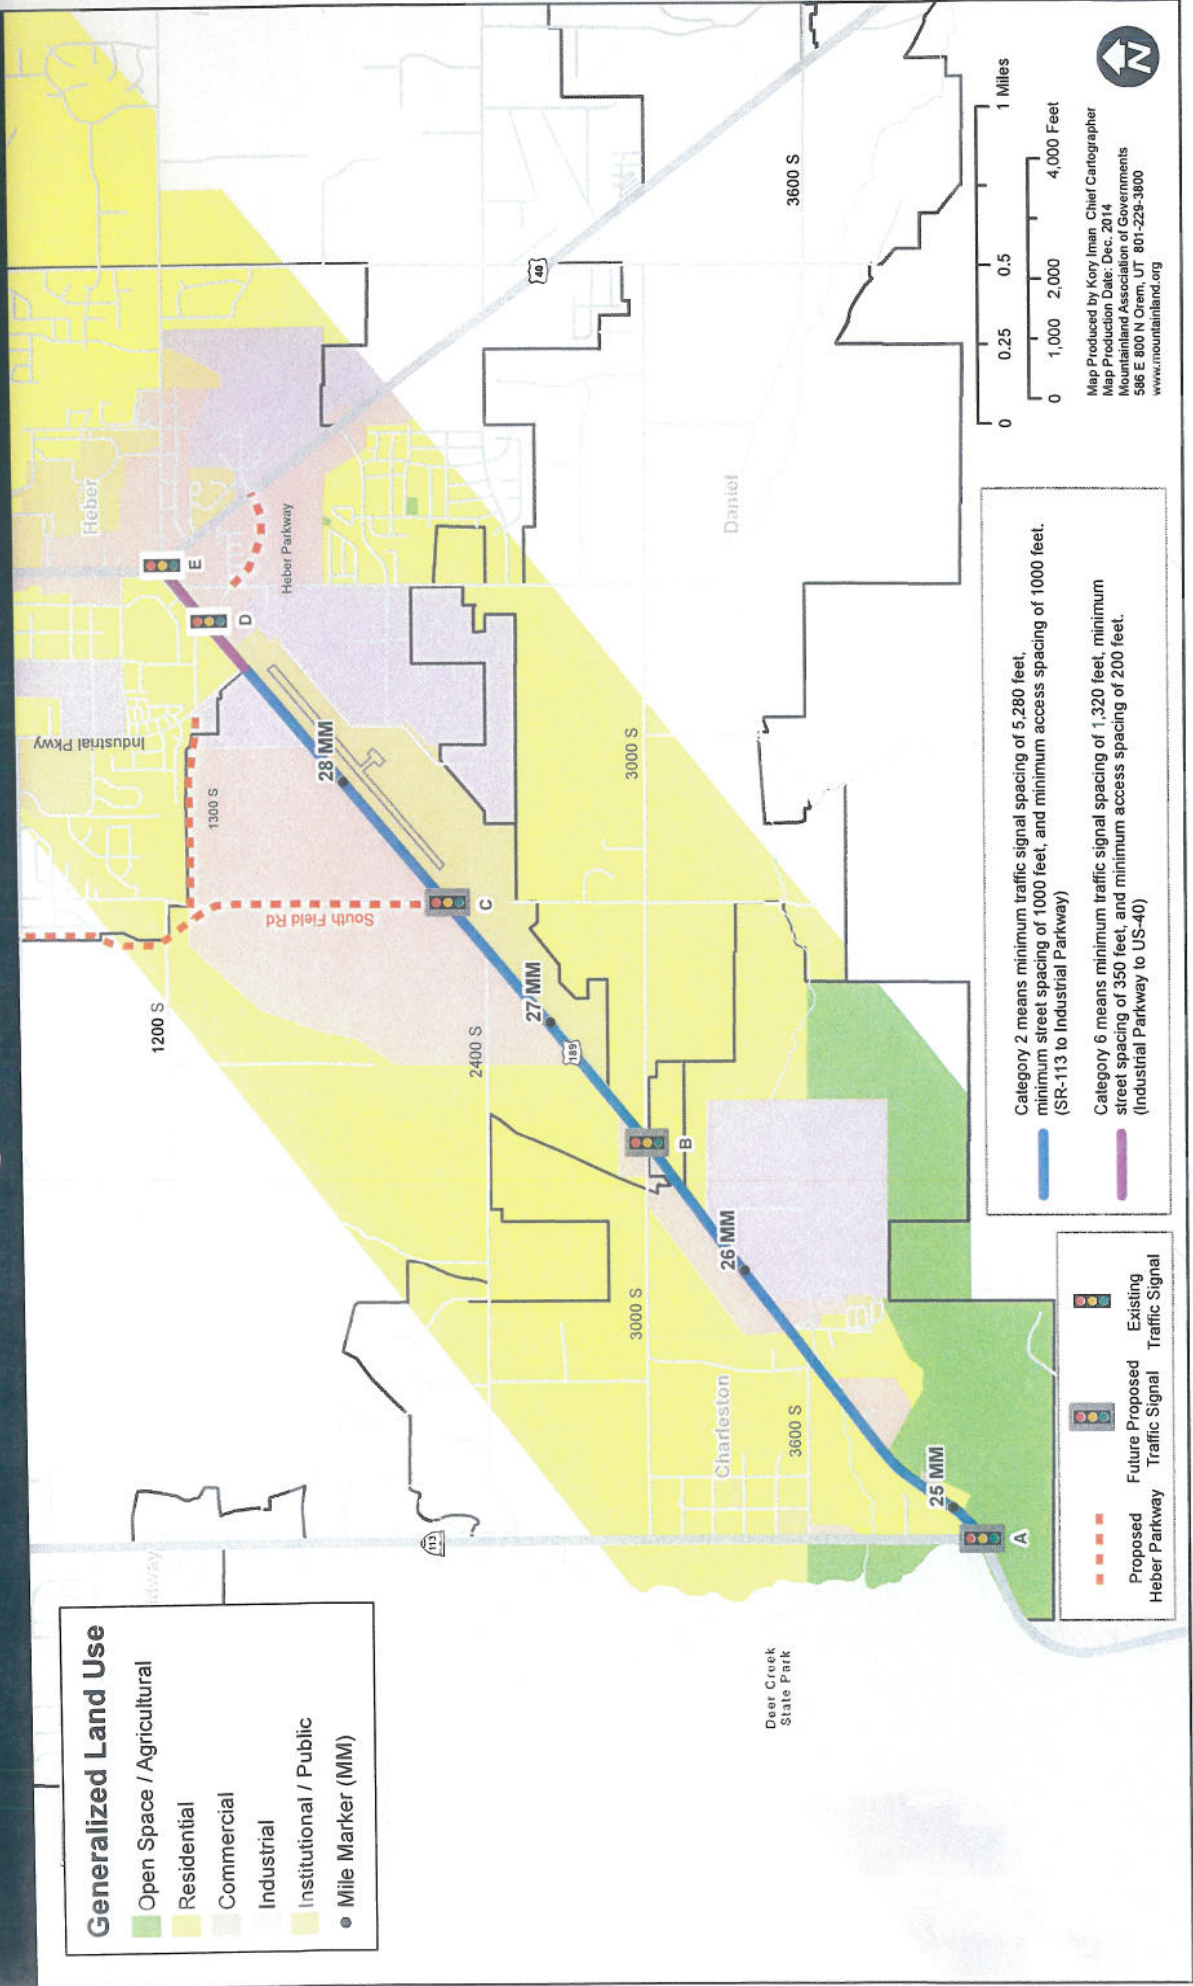 Generalized Land Use
Open Space / Agricultural
Residential
Commercial
Industrial
Institutional / Public
Mile Marker (MM)
Deer Creek
State Park
113
1200 S
1300 S
Industrial Pkwy
South Field Rd
Heber
Heber Parkway
E
D
28 MM
C
27 MM
189
2400 S
B
26 MM
3000 S
3000 S
Charleston
3600 S
25 MM
A
Daniel
40
3600 S
Proposed
Heber Parkway
Future Proposed
Traffic Signal
Existing
Traffic Signal
Category 2 means minimum traffic signal spacing of 5,280 feet,
minimum street spacing of 1000 feet, and minimum access spacing of 1000 feet.
(SR-113 to Industrial Parkway)
Category 6 means minimum traffic signal spacing of 1,320 feet, minimum
street spacing of 350 feet, and minimum access spacing of 200 feet.
(Industrial Parkway to US-40)
0 0.25 0.5 1 Miles
0 1,000 2,000 4,000 Feet
Map Produced by Kory Iman Chief Cartographer
Map Production Date: Dec. 2014
Mountainland Association of Governments
586 E 800 N Orem, UT 801-229-3800
www.mountainland.org
N